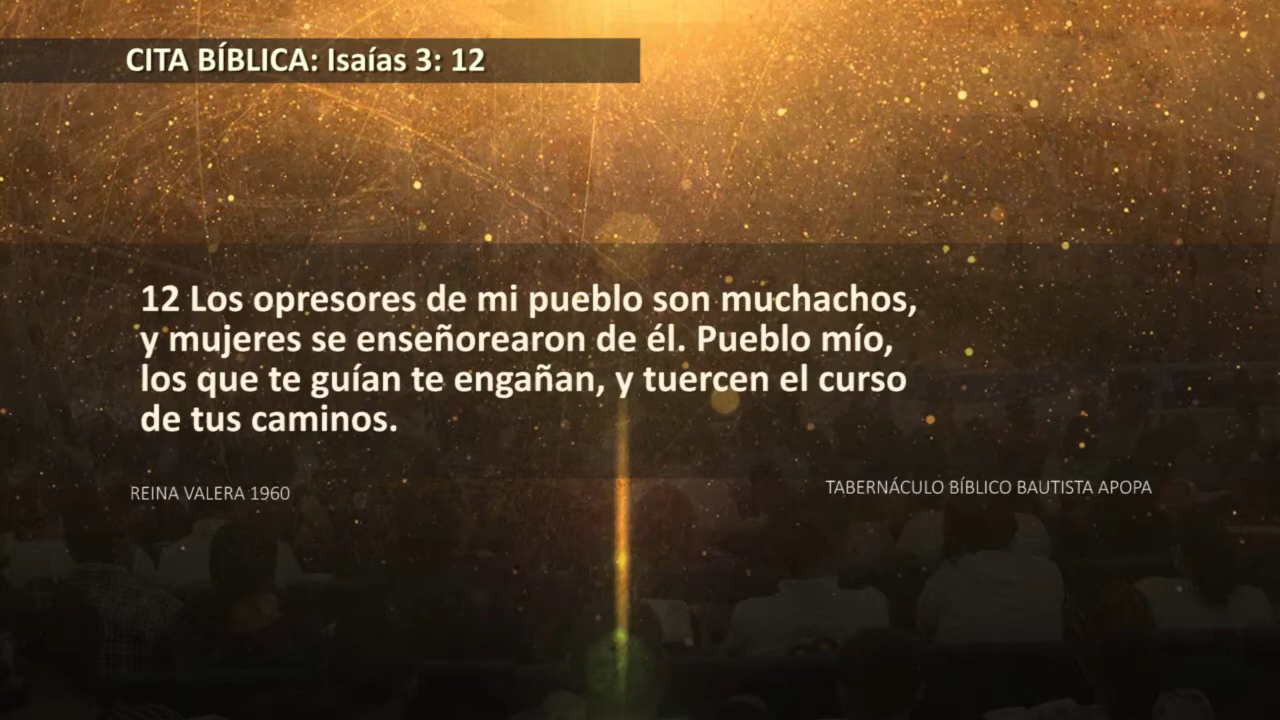 CITA BÍBLICA: Isaías 3: 12
12 Los opresores de mi pueblo son muchachos,
y mujeres se enseñorearon de él. Pueblo mío,
los que te guían te engañan, y tuercen el curso
de tus caminos.
REINA VALERA 1960
TABERNÁCULO BÍBLICO BAUTISTA APOPA